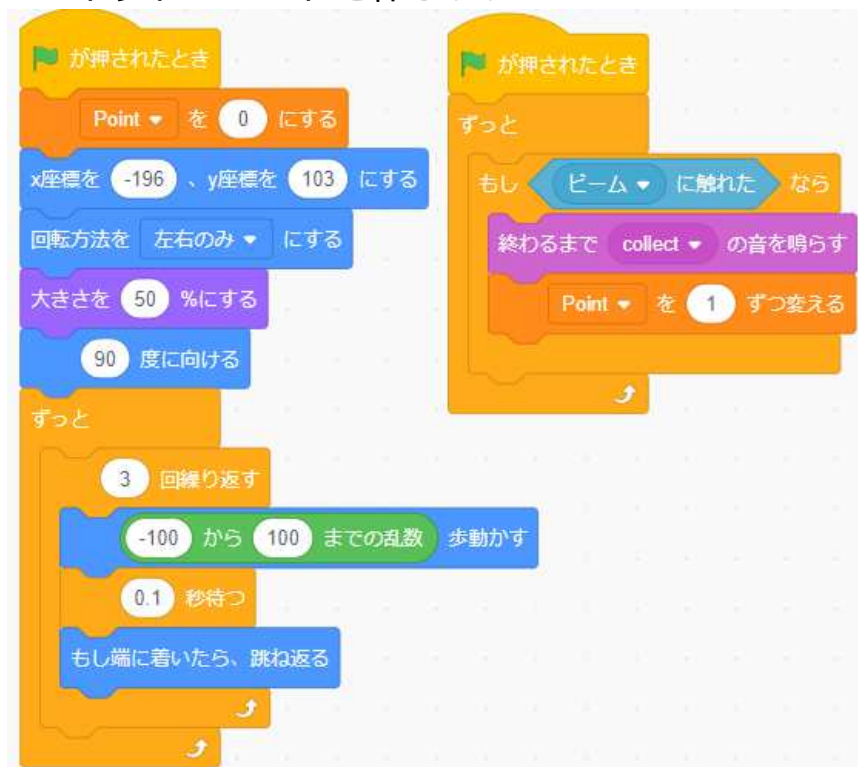 が押されたとき
Point を 0 にする
x座標を -196 、y座標を 103 にする
回転方法を 左右のみ にする
大きさを 50 %にする
90 度に向ける
ずっと
3 回繰り返す
-100 から 100 までの乱数 歩動かす
0.1 秒待つ
もし端に着いたら、跳ね返る
が押されたとき
ずっと
もし ビーム に触れた なら
終わるまで collect の音を鳴らす
Point を 1 ずつ変える